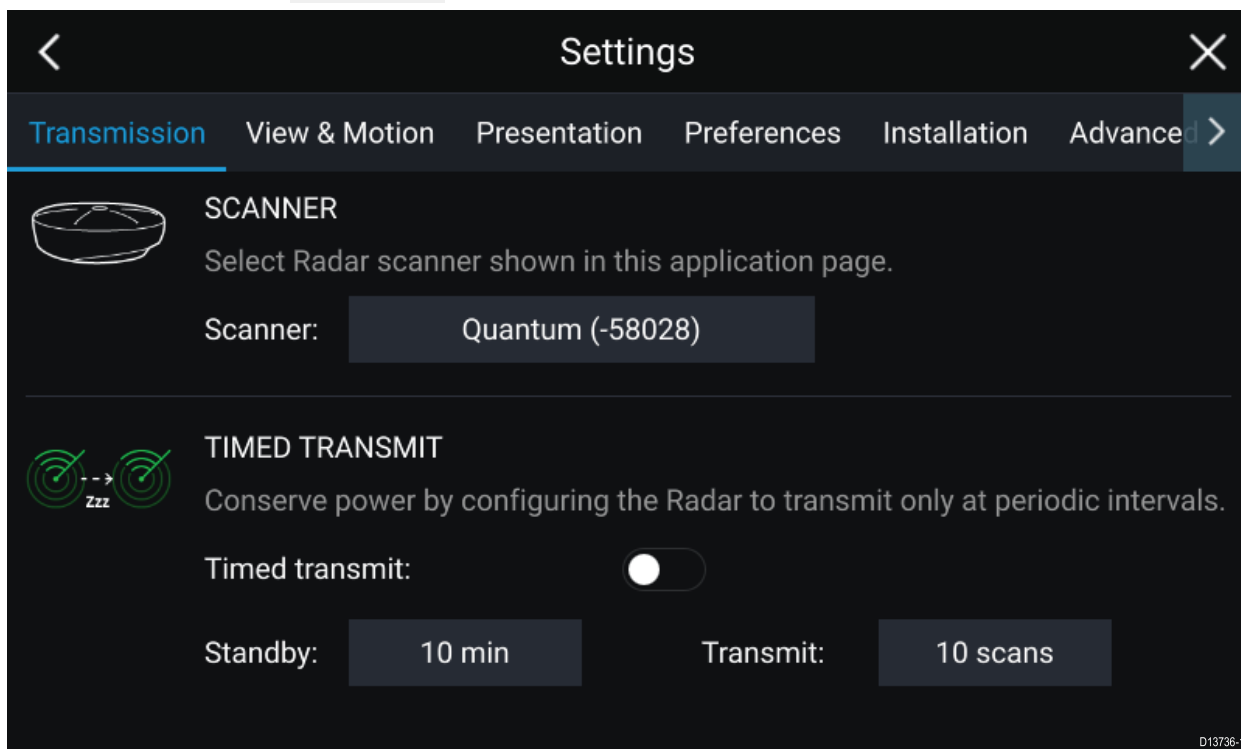 Settings
Transmission View & Motion Presentation Preferences Installation Advanced
SCANNER
Select Radar scanner shown in this application page.
Scanner: Quantum (-58028)
TIMED TRANSMIT
Conserve power by configuring the Radar to transmit only at periodic intervals.
Zzz
Timed transmit:
Standby: 10 min Transmit: 10 scans
D13736-